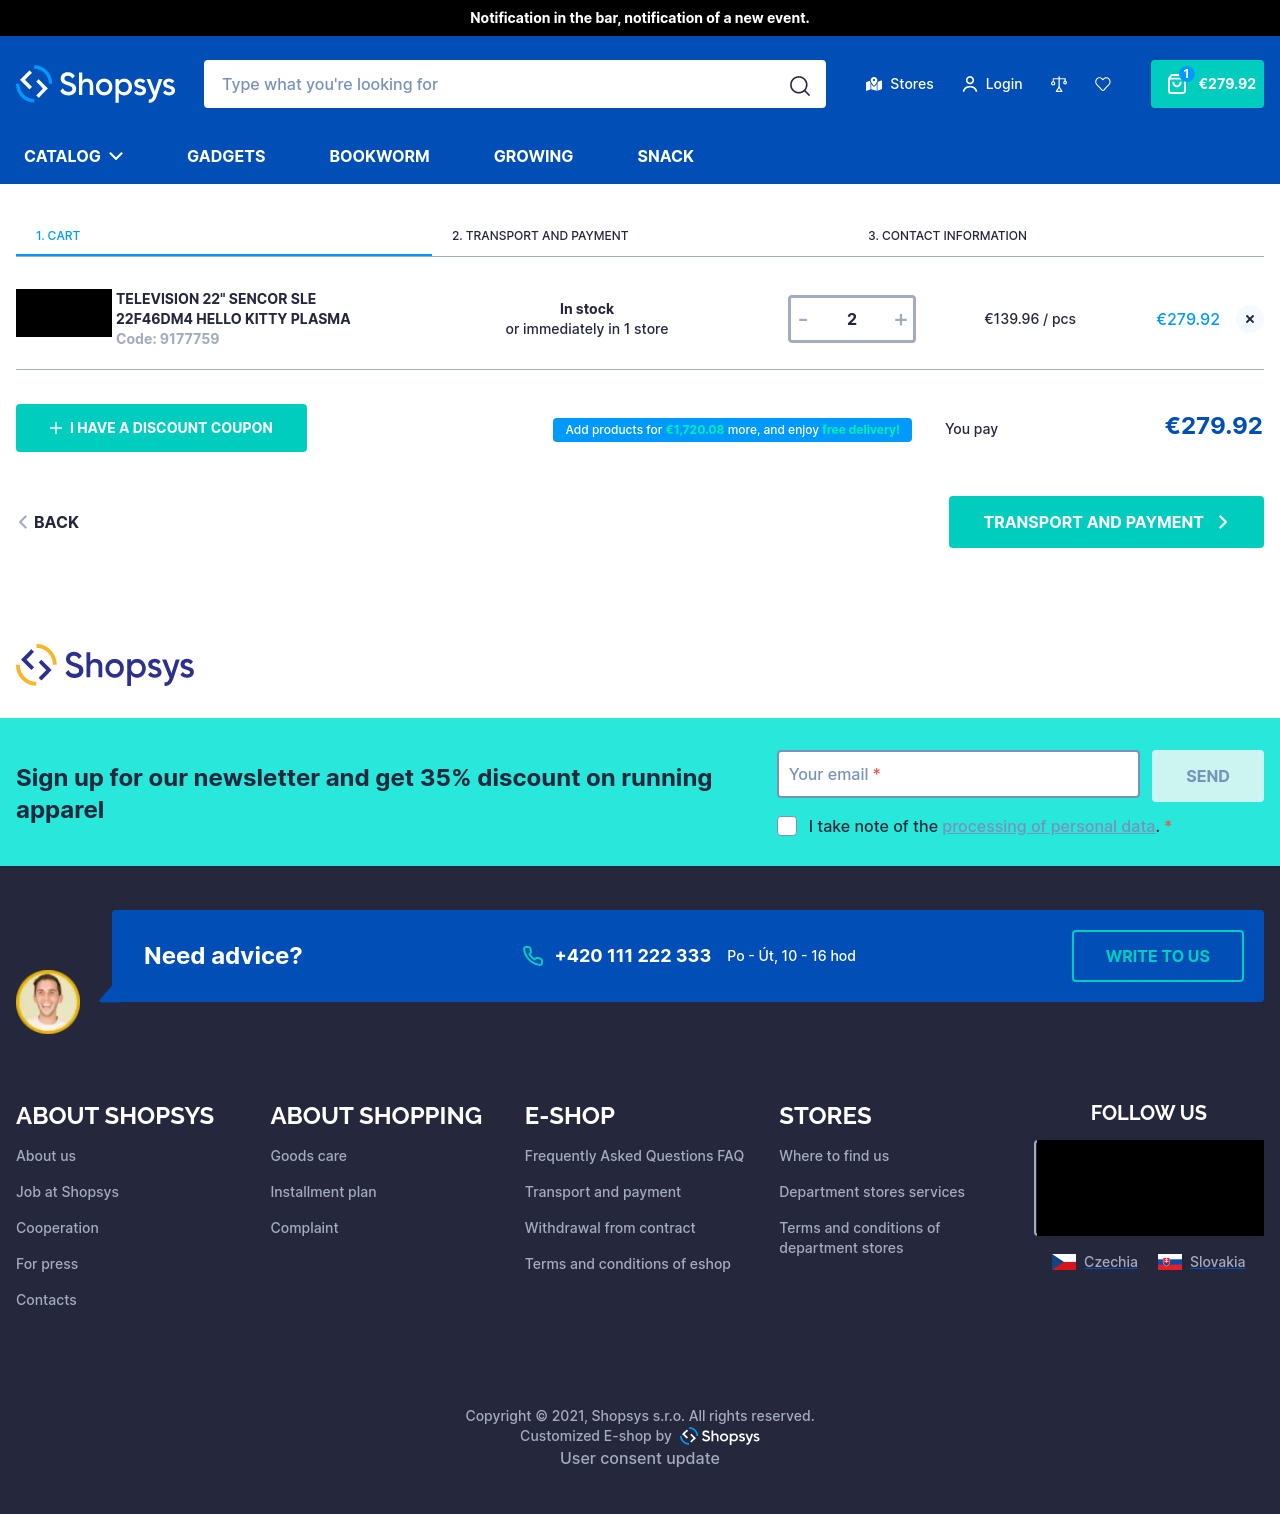 Notification in the bar, notification of a new event.
Shopsys
Type what you're looking for
Stores
Login
1
€279.92
CATALOG
GADGETS
BOOKWORM
GROWING
SNACK
1. CART
2. TRANSPORT AND PAYMENT
3. CONTACT INFORMATION
TELEVISION 22" SENCOR SLE
22F46DM4 HELLO KITTY PLASMA
Code: 9177759
In stock
or immediately in 1 store
- 2 +
€139.96 / pcs
€279.92
I HAVE A DISCOUNT COUPON
Add products for €1,720.08 more, and enjoy free delivery!
You pay
€279.92
BACK
TRANSPORT AND PAYMENT
Shopsys
Sign up for our newsletter and get 35% discount on running
apparel
Your email *
SEND
I take note of the processing of personal data. *
Need advice?
+420 111 222 333
Po - Út, 10 - 16 hod
WRITE TO US
ABOUT SHOPSYS
About us
Job at Shopsys
Cooperation
For press
Contacts
ABOUT SHOPPING
Goods care
Installment plan
Complaint
E-SHOP
Frequently Asked Questions FAQ
Transport and payment
Withdrawal from contract
Terms and conditions of eshop
STORES
Where to find us
Department stores services
Terms and conditions of
department stores
FOLLOW US
Czechia
Slovakia
Copyright © 2021, Shopsys s.r.o. All rights reserved.
Customized E-shop by Shopsys
User consent update